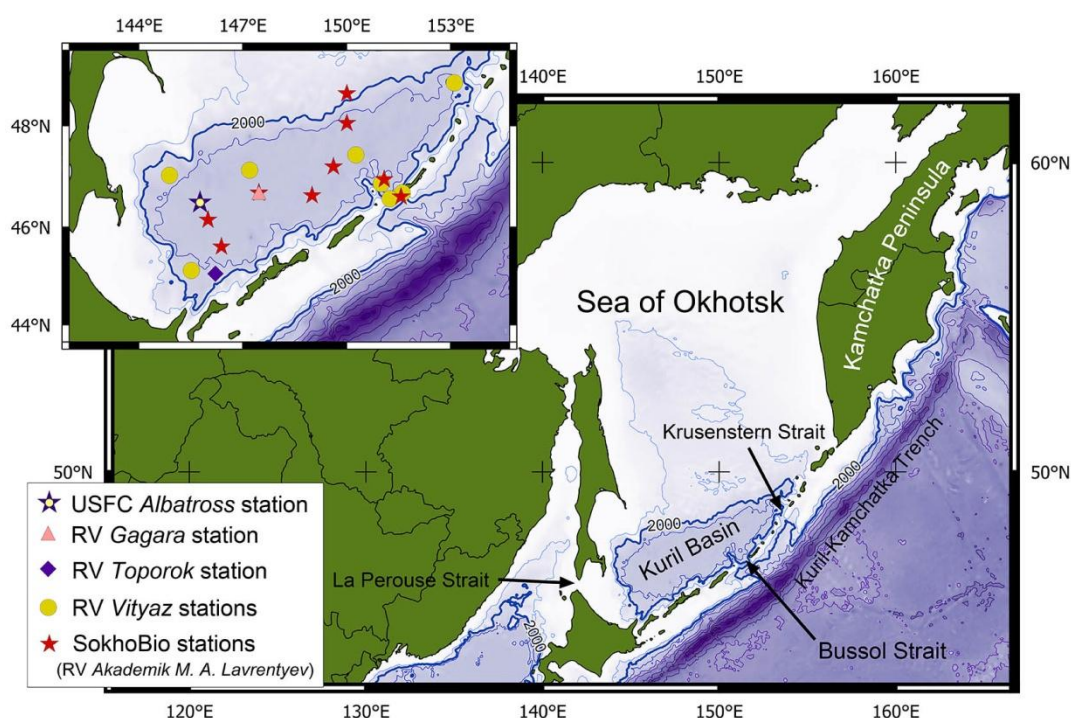 144°E 147°E 150°E 153°E
48°N
46°N
44°N
2000
2000
140°E 150°E 160°E
60°N
50°N
Sea of Okhotsk
Kamchatka Peninsula
Krusenstern Strait
2000
2000
Kuril Basin
Kuril-Kamchatka Trench
La Perouse Strait
Bussol Strait
2000
USFC Albatross station
RV Gagara station
RV Toporok station
RV Vityaz stations
SokhoBio stations
(RV Akademik M. A. Lavrentyev)
120°E 130°E 140°E 150°E 160°E